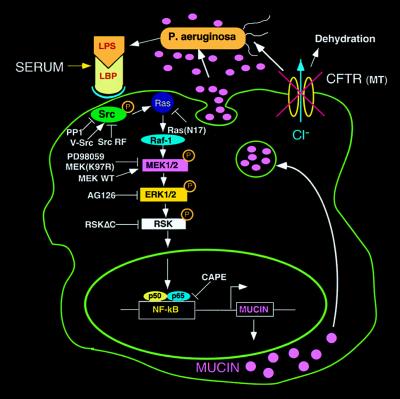 LPS
P. aeruginosa
Dehydration
SERUM
LBP
CFTR (MT)
Src
P
Ras
PP1
V-Src
Src RF
Ras(N17)
Cl-
Raf-1
PD98059
MEK(K97R)
MEK WT
MEK1/2
P
AG126
ERK1/2
P
RSKΔC
RSK
P
CAPE
p50
p65
NF-kB
MUCIN
MUCIN